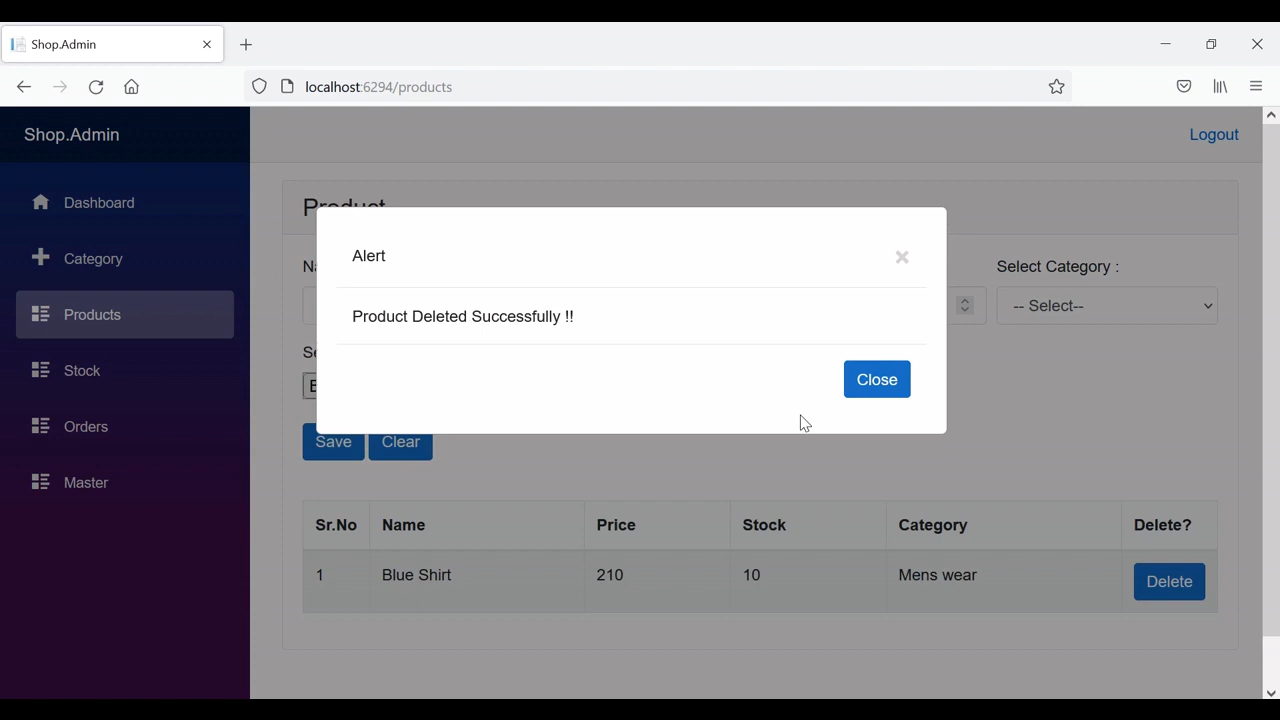 Shop.Admin
localhost:6294/products
Shop.Admin
Logout
Dashboard
Category
Products
Stock
Orders
Master
Product
Alert
Product Deleted Successfully !!
Close
Select Category :
-- Select--
Save Clear
Sr.No Name Price Stock Category Delete?
1 Blue Shirt 210 10 Mens wear Delete